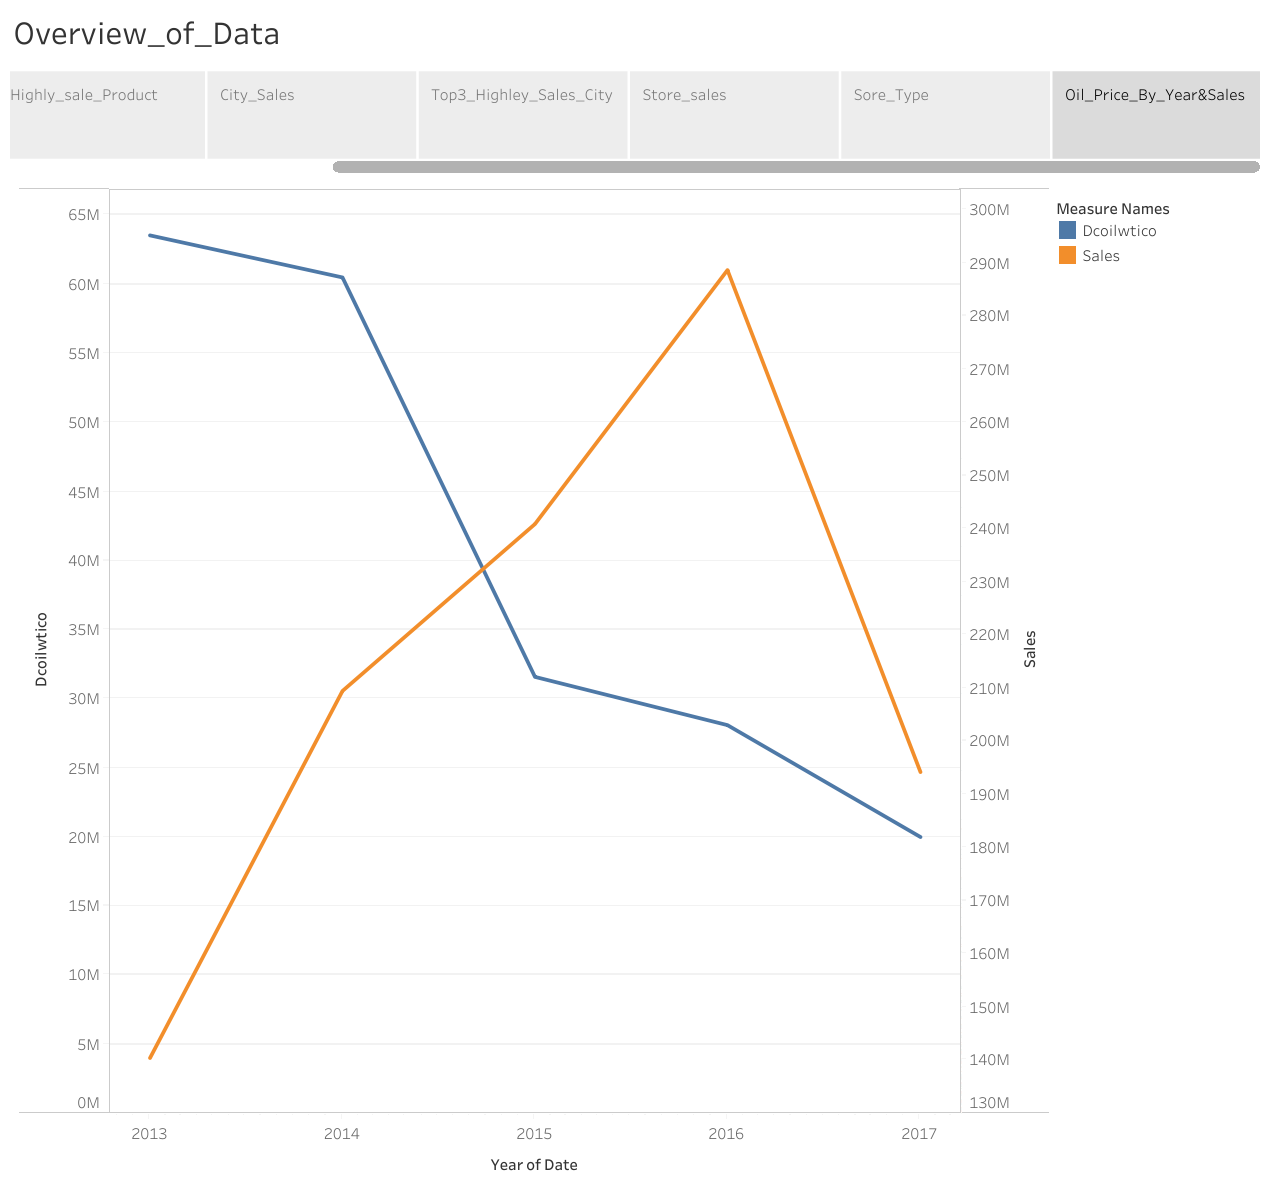 Overview_of_Data
Highly_sale_Product
City_Sales
Top3_Highley_Sales_City
Store_sales
Sore_Type
Oil_Price_By_Year&Sales
65M
60M
55M
50M
45M
40M
35M
30M
25M
20M
15M
10M
5M
0M
Dcoilwtico
300M
290M
280M
270M
260M
250M
240M
230M
220M
210M
200M
190M
180M
170M
160M
150M
140M
130M
Sales
Measure Names
Dcoilwtico
Sales
2013
2014
2015
2016
2017
Year of Date